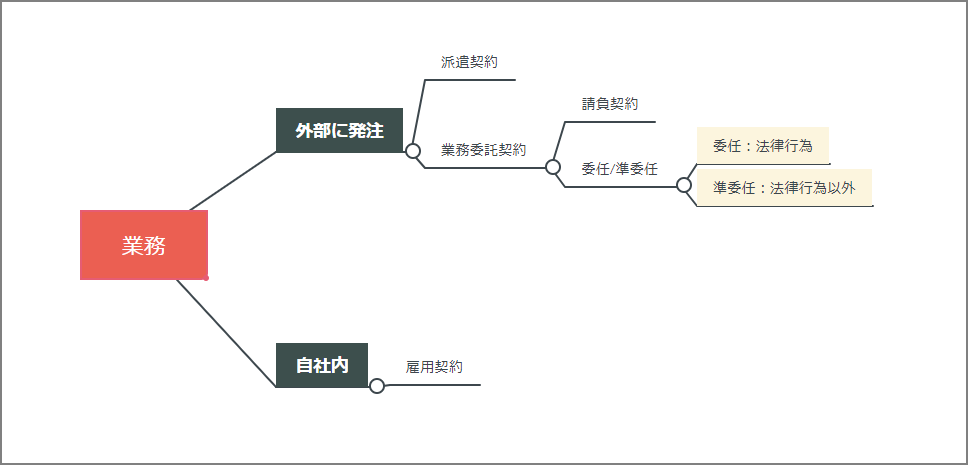 業務
外部に発注
派遣契約
業務委託契約
請負契約
委任/準委任
委任：法律行為
準委任：法律行為以外
自社内
雇用契約